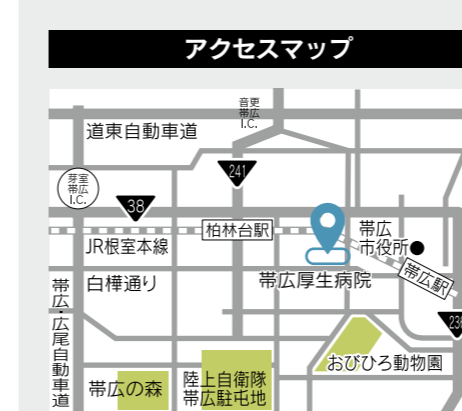 アクセスマップ
音更
帯広
I.C.
道東自動車道
芽室
帯広
I.C.
241
38
柏林台駅
帯広
市役所●
JR根室本線
帯広駅
白樺通り
帯広厚生病院
帯広・広尾自動車道
おびひろ動物園
帯広の森
陸上自衛隊
帯広駐屯地